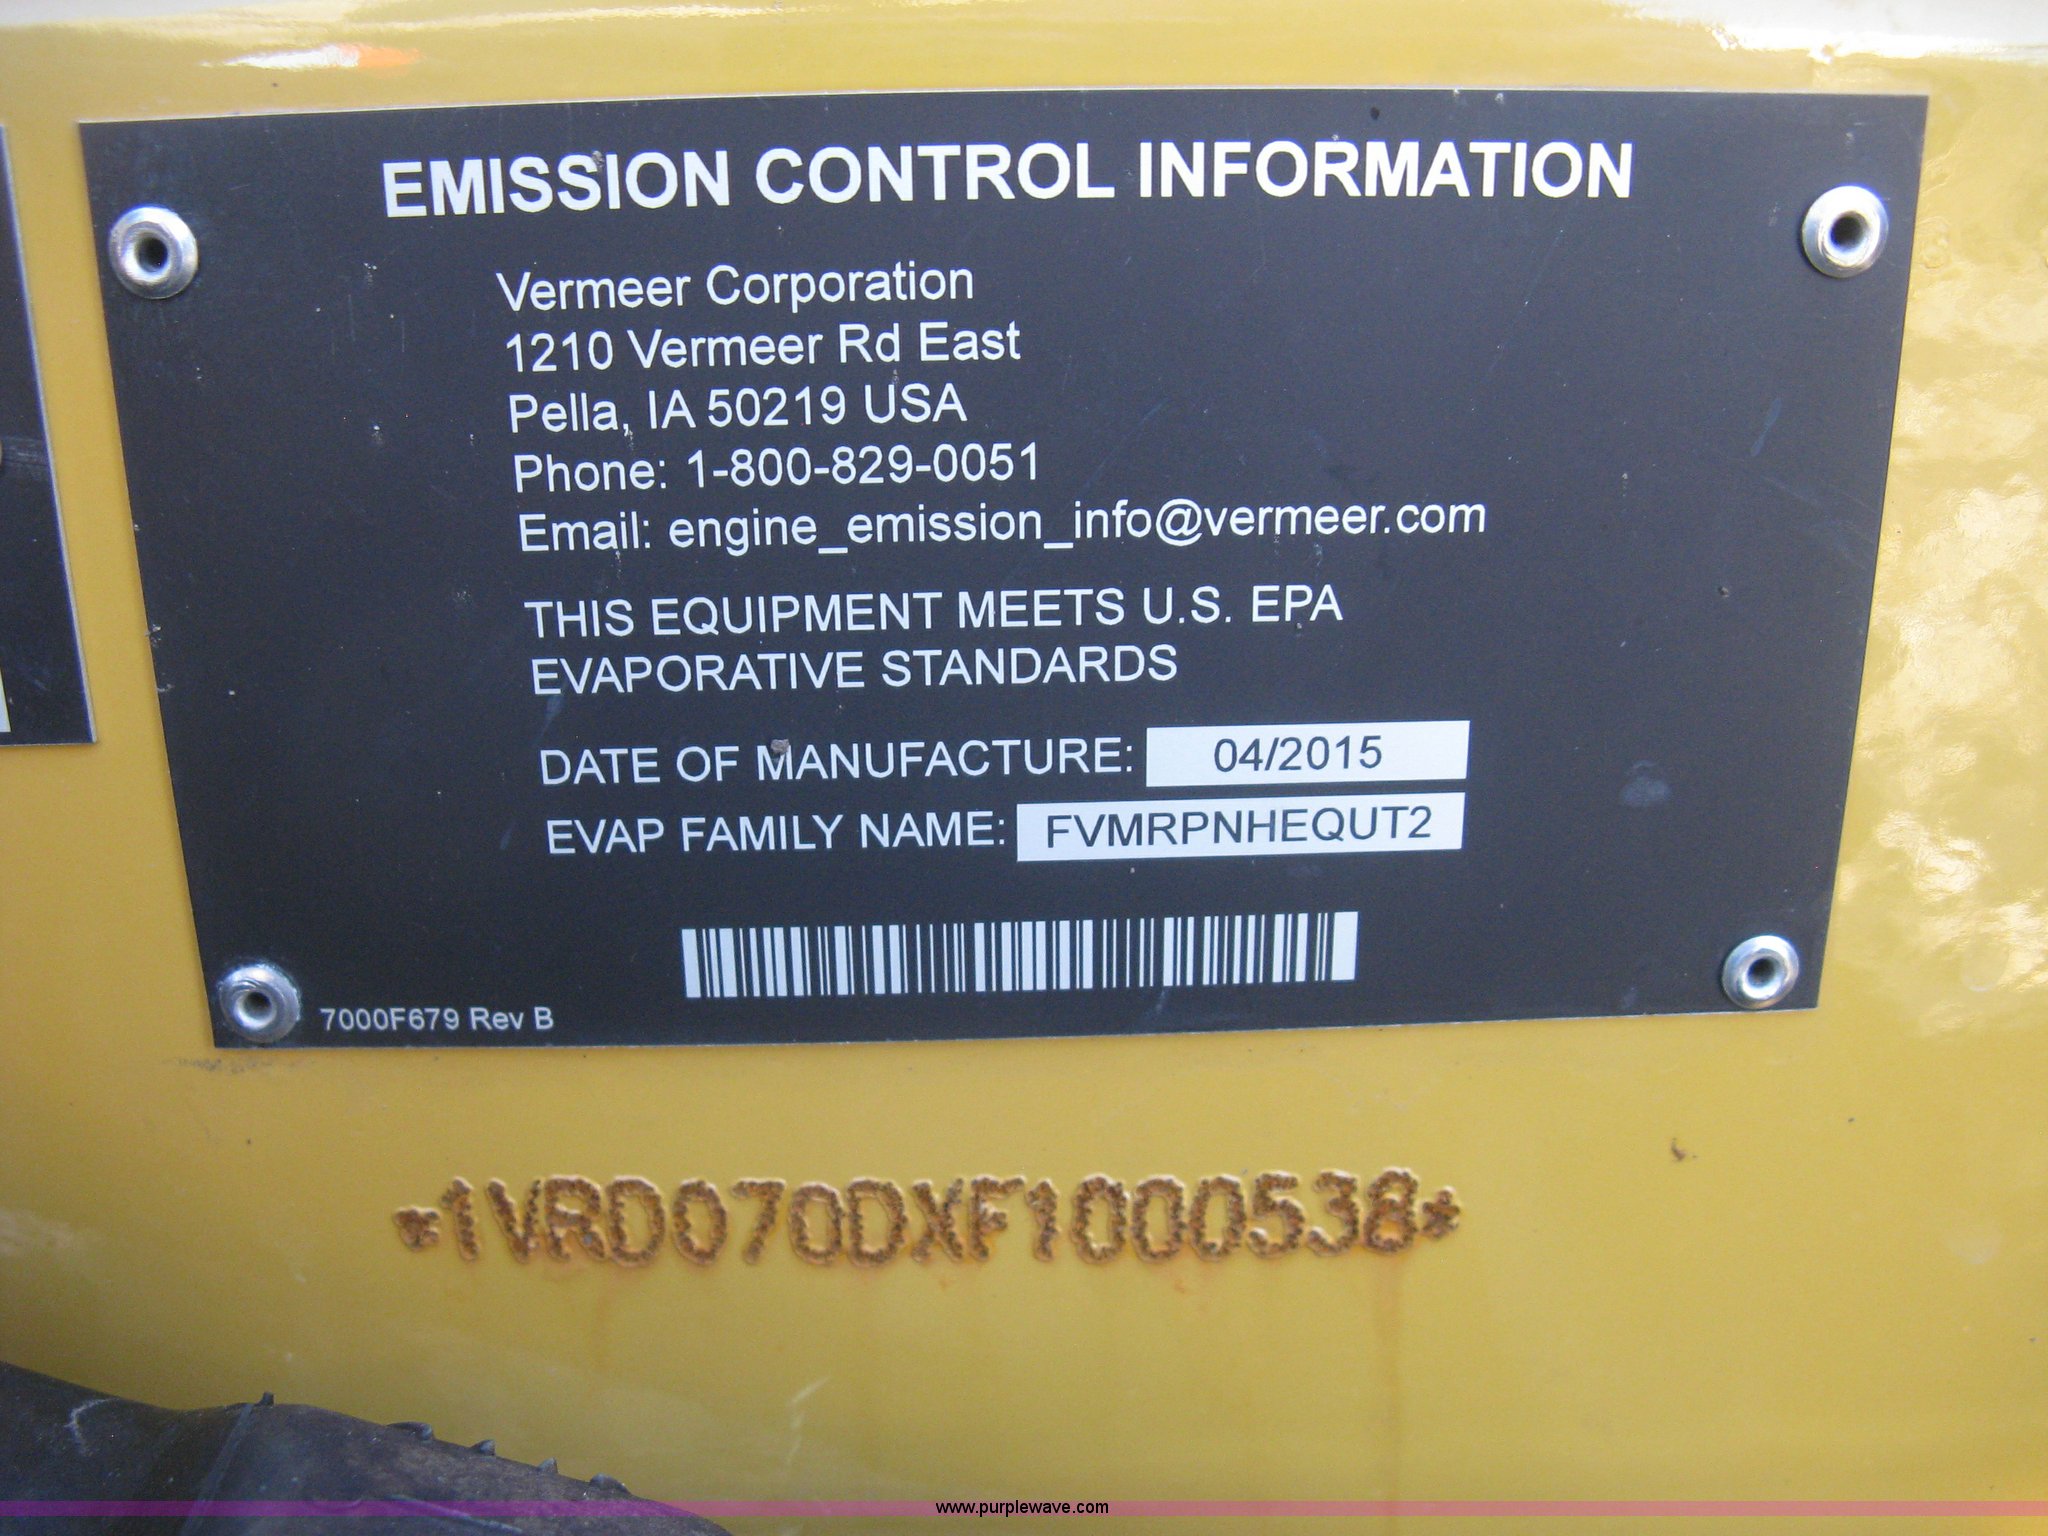 EMISSION CONTROL INFORMATION
Vermeer Corporation
1210 Vermeer Rd East
Pella, IA 50219 USA
Phone: 1-800-829-0051
Email: engine_emission_info@vermeer.com
THIS EQUIPMENT MEETS U.S. EPA
EVAPORATIVE STANDARDS
DATE OF MANUFACTURE: 04/2015
EVAP FAMILY NAME: FVMRPNHEQUT2
7000F679 Rev B
*1VRD070DXF1000538*
www.purplewave.com